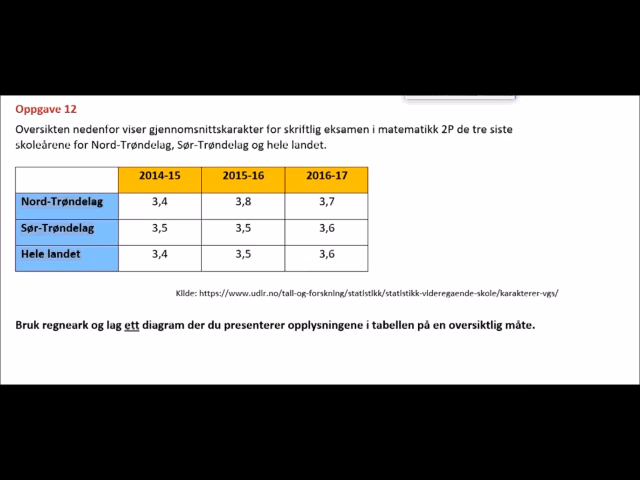 Oppgave 12
Oversikten nedenfor viser gjennomsnittskarakter for skriftlig eksamen i matematikk 2P de tre siste
skoleårene for Nord-Trøndelag, Sør-Trøndelag og hele landet.
2014-15 2015-16 2016-17
Nord-Trøndelag 3,4 3,8 3,7
Sør-Trøndelag 3,5 3,5 3,6
Hele landet 3,4 3,5 3,6
Kilde: https://www.udir.no/tall-og-forskning/statistikk/statistikk-videregaende-skole/karakterer-vgs/
Bruk regneark og lag ett diagram der du presenterer opplysningene i tabellen på en oversiktlig måte.